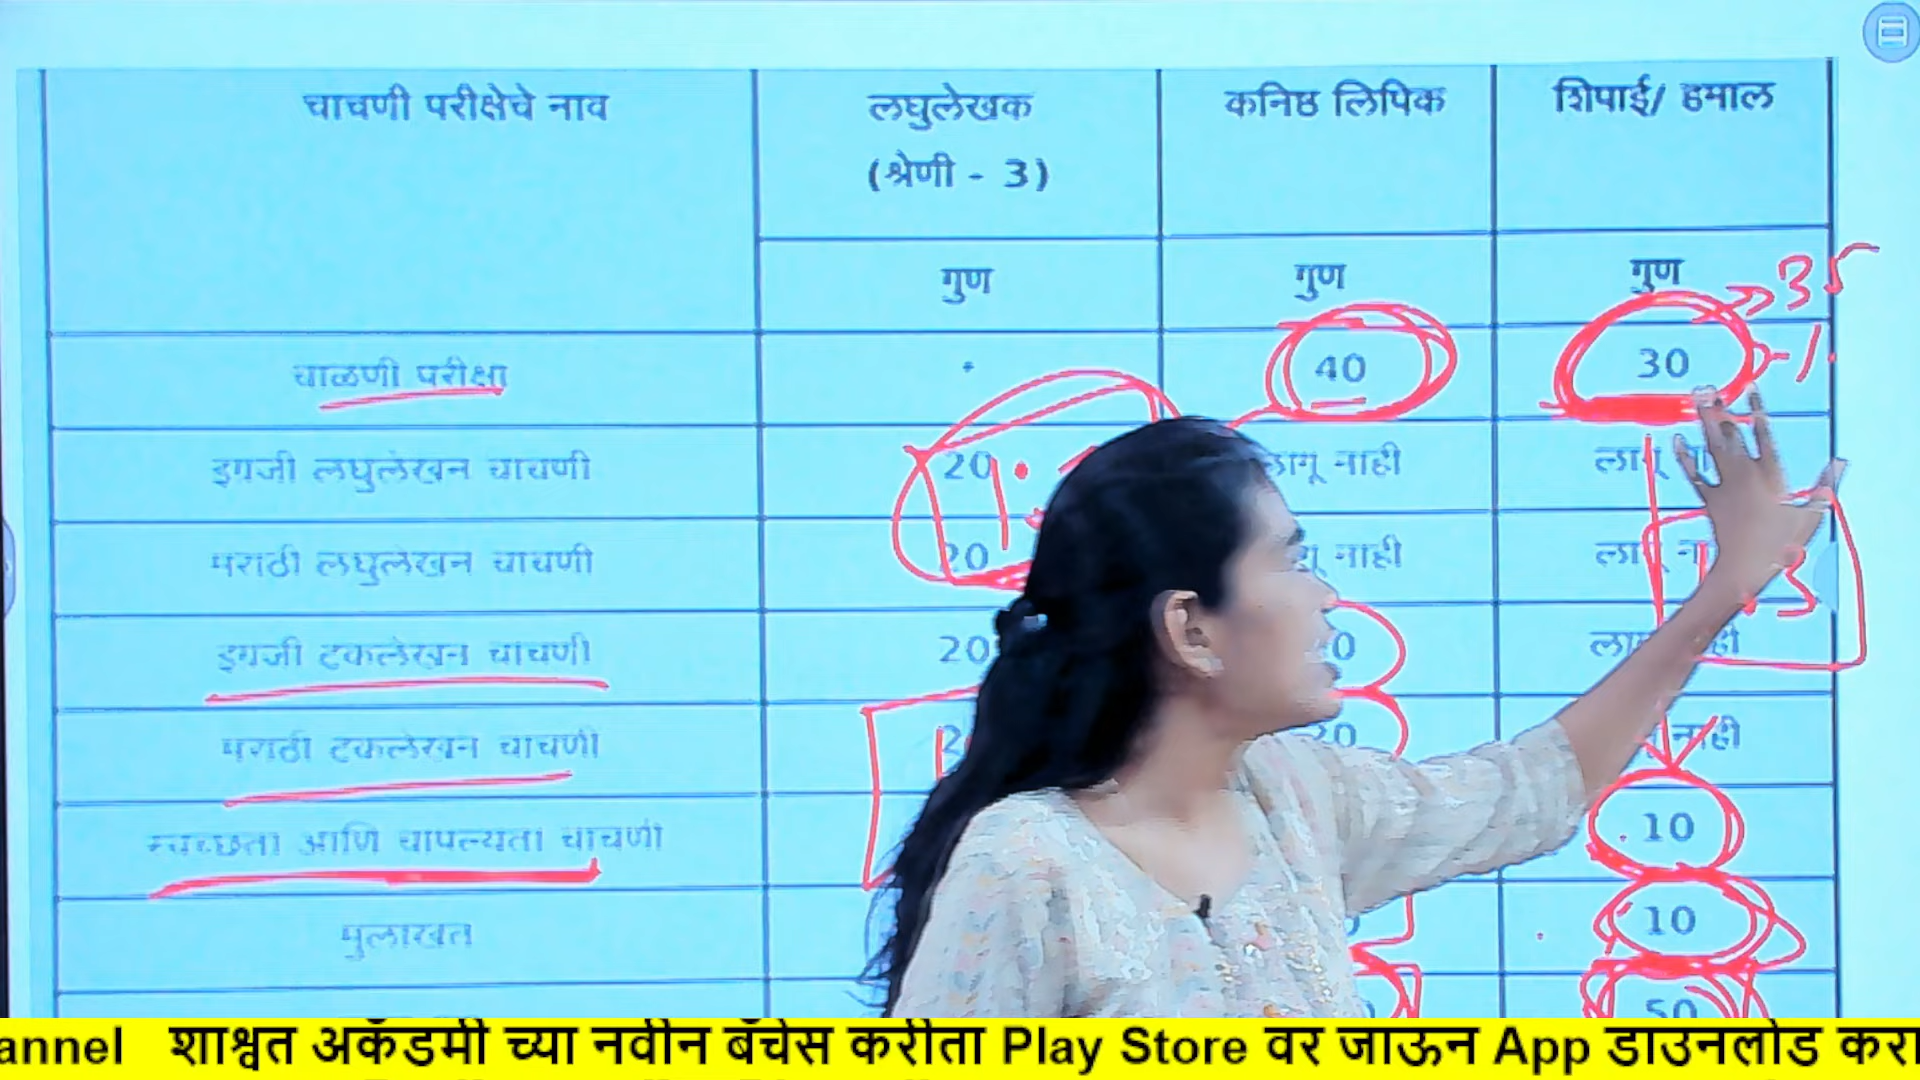 चाचणी परीक्षेचे नाव
लघुलेखक
(श्रेणी - 3)
कनिष्ठ लिपिक
शिपाई/ हमाल
गुण
गुण
गुण
35
चाळणी परीक्षा
40
30
इंग्रजी लघुलेखन चाचणी
20
लागू नाही
मराठी लघुलेखन चाचणी
20
नाही
इंग्रजी टंकलेखन चाचणी
20
मराठी टंकलेखन चाचणी
20
नाही
स्वच्छता आणि चापल्यता चाचणी
10
मुलाखत
10
50
annel शाश्वत अकॅडमी च्या नवीन बॅचेस करीता Play Store वर जाऊन App डाउनलोड करा